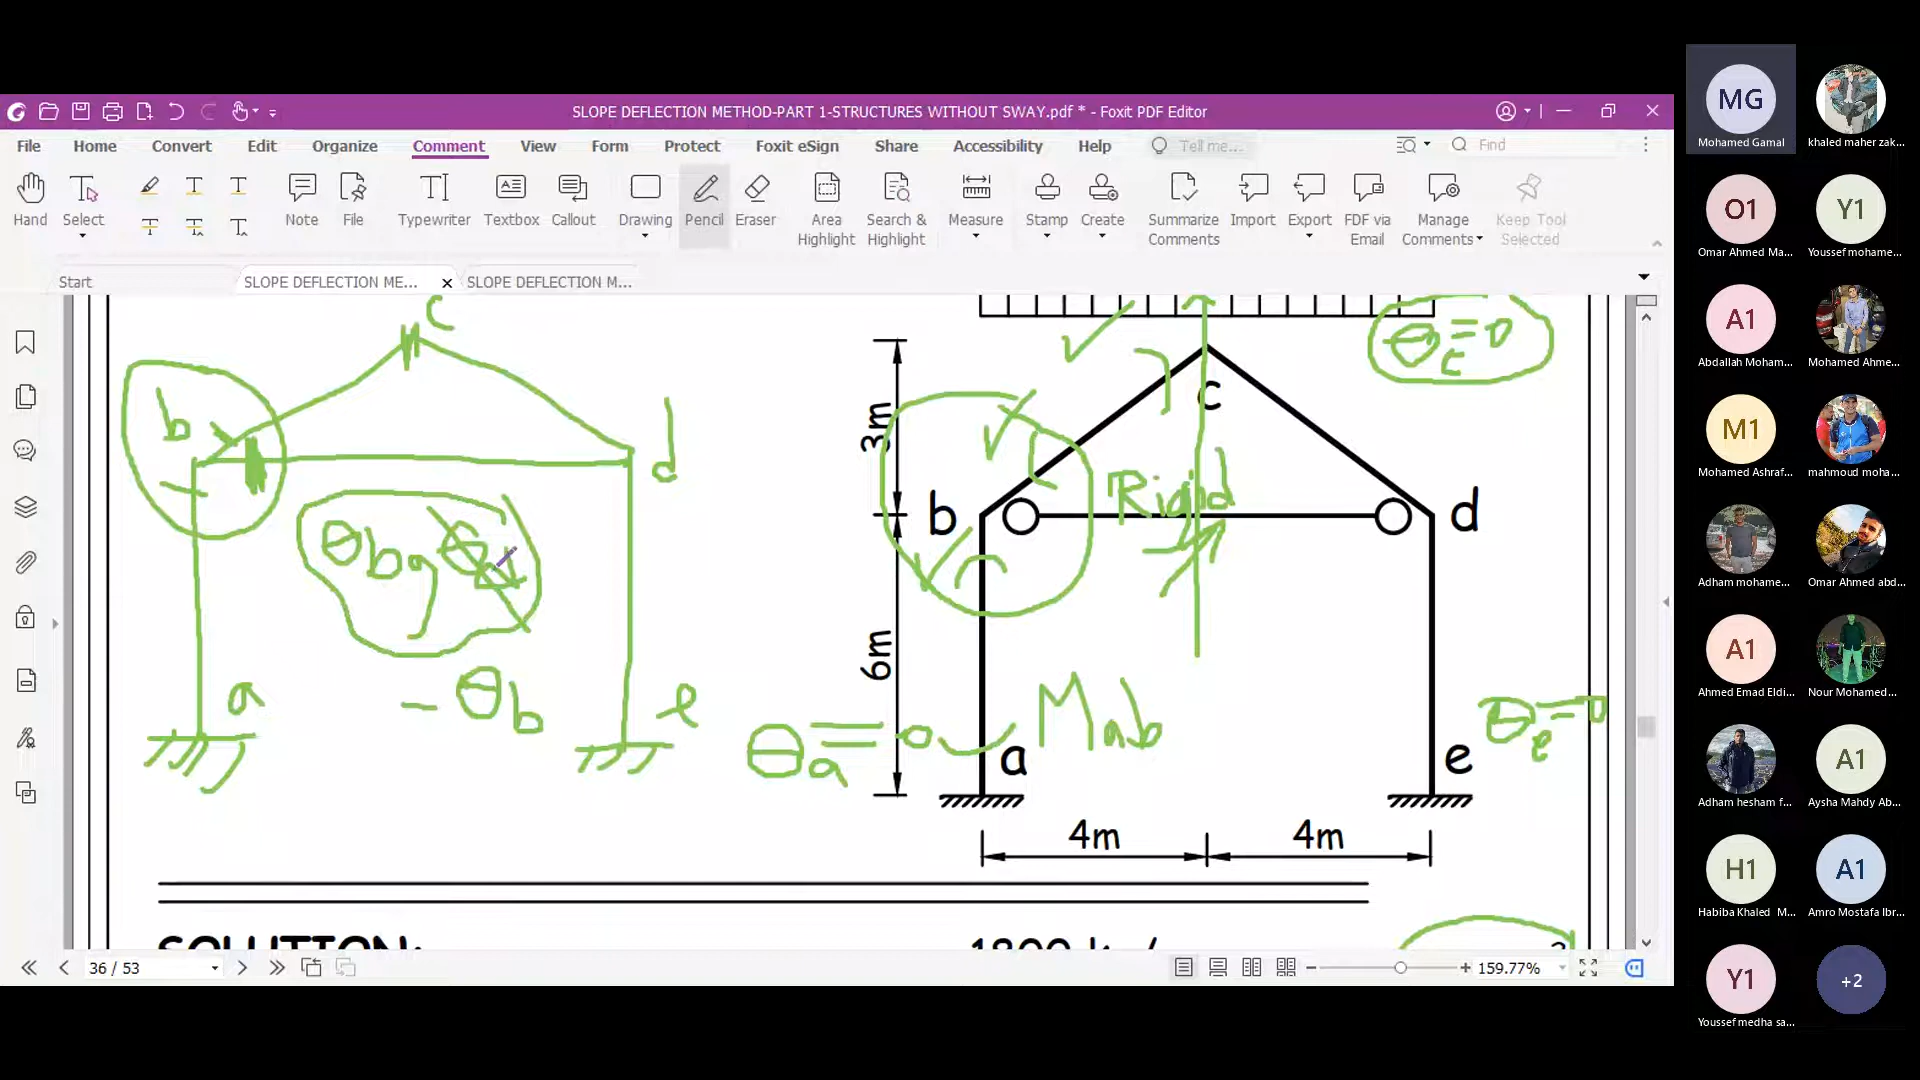 SLOPE DEFLECTION METHOD-PART 1-STRUCTURES WITHOUT SWAY.pdf * - Foxit PDF Editor
File Home Convert Edit Organize Comment View Form Protect Foxit eSign Share Accessibility Help Tell me... Find
Hand Select Note File Typewriter Textbox Callout Drawing Pencil Eraser Area Highlight Search & Highlight Measure Stamp Create Summarize Comments Import Export FDF via Email Manage Comments Keep Tool Selected
Start SLOPE DEFLECTION ME... SLOPE DEFLECTION M...
c
θc=0
3m
c
b
d
Rigid
b
d
θb,
6m
a
θb
e
θa=0
a
Mab
e
θe=0
4m
4m
SOLUTION:
36 / 53
159.77%
MG
Mohamed Gamal
khaled maher zak...
O1
Omar Ahmed Ma...
Y1
Youssef mohame...
A1
Abdallah Moham...
Mohamed Ahme...
M1
Mohamed Ashraf...
mahmoud moha...
Adham mohame...
Omar Ahmed abd...
A1
Ahmed Emad Eldi...
Nour Mohamed...
Adham hesham f...
A1
Aysha Mahdy Ab...
H1
Habiba Khaled M...
A1
Amro Mostafa Ibr...
Y1
Youssef medha sa...
+2